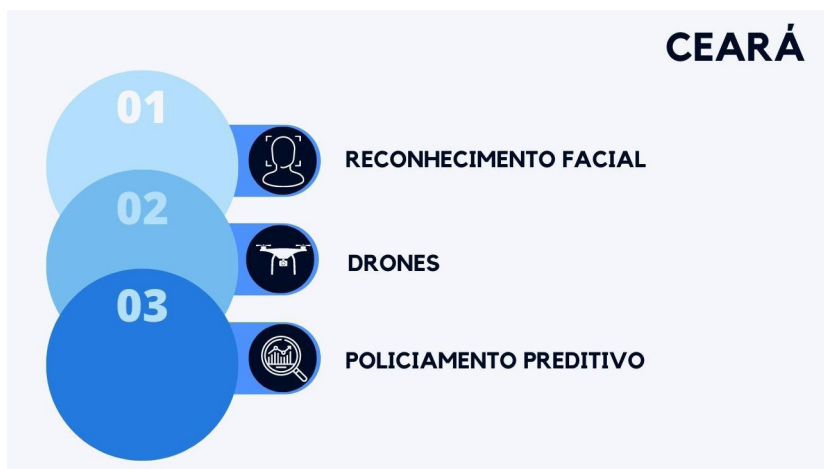 CEARÁ
01
RECONHECIMENTO FACIAL
02
DRONES
03
POLICIAMENTO PREDITIVO